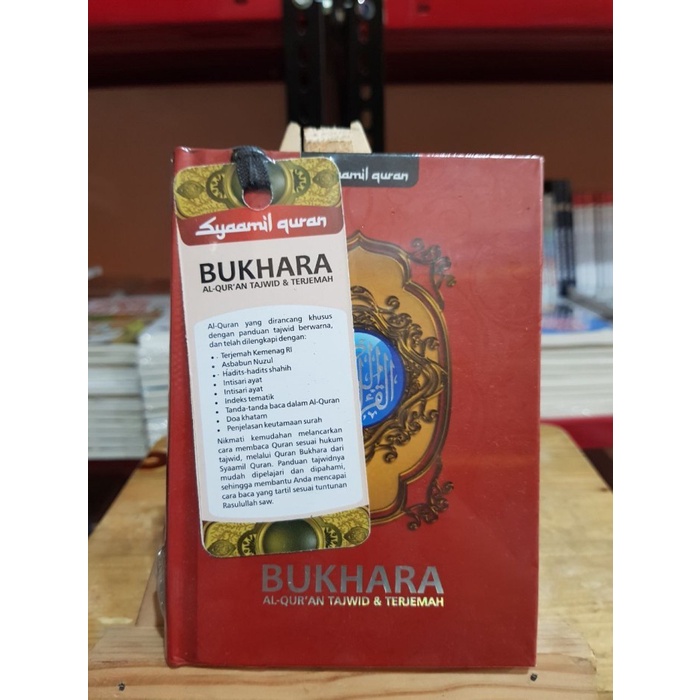 Syaamil quran
BUKHARA
AL-QUR'AN TAJWID & TERJEMAH
Al-Quran yang dirancang khusus
dengan panduan tajwid berwarna,
dan telah dilengkapi dengan:
• Terjemah Kemenag RI
• Asbabun Nuzul
• Hadits-hadits shahih
• Intisari ayat
• Intisari ayat
• Indeks tematik
• Tanda-tanda baca dalam Al-Quran
• Doa khatam
• Penjelasan keutamaan surah
Nikmati kemudahan melancarkan
cara membaca Quran sesuai hukum
tajwid, melalui Quran Bukhara dari
Syaamil Quran. Panduan tajwidnya
mudah dipelajari dan dipahami,
sehingga membantu Anda mencapai
cara baca yang tartil sesuai tuntunan
Rasulullah saw.
aamil quran
BUKHARA
AL-QUR'AN TAJWID & TERJEMAH